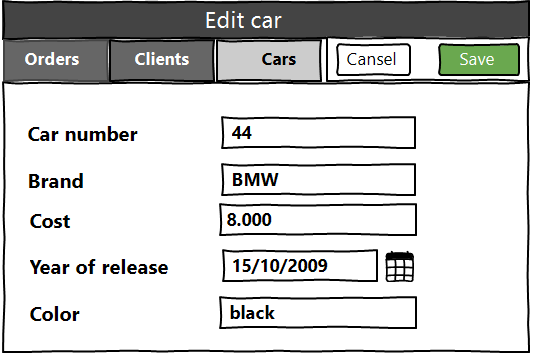 Edit car
Orders Clients Cars Cansel Save
Car number 44
Brand BMW
Cost 8.000
Year of release 15/10/2009
Color black